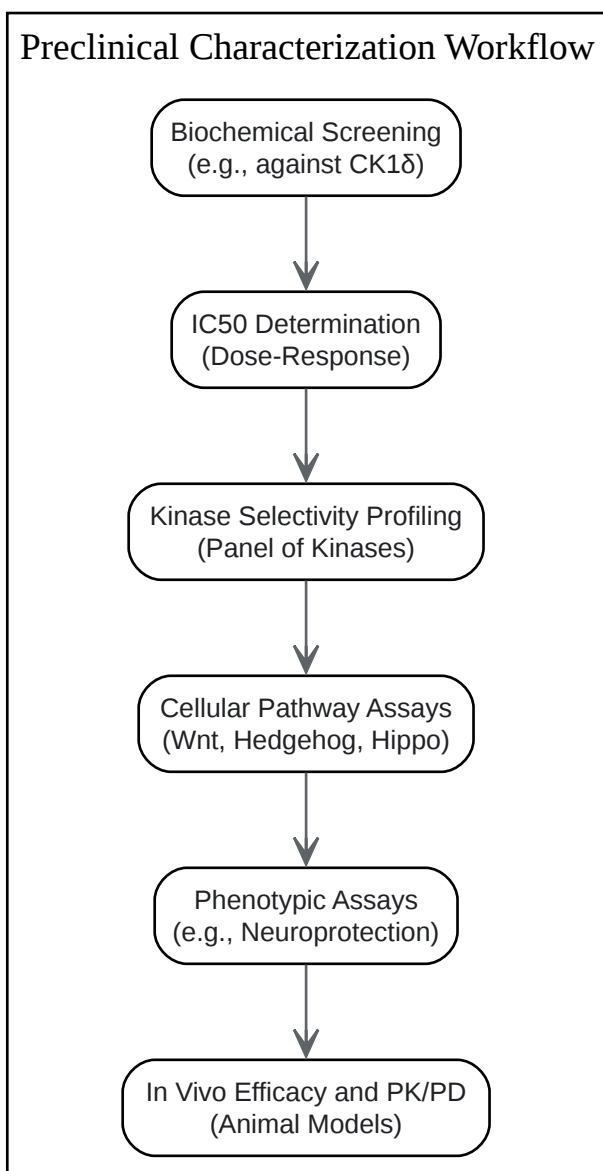 Preclinical Characterization Workflow
Biochemical Screening
(e.g., against CK1δ)
IC50 Determination
(Dose-Response)
Kinase Selectivity Profiling
(Panel of Kinases)
Cellular Pathway Assays
(Wnt, Hedgehog, Hippo)
Phenotypic Assays
(e.g., Neuroprotection)
In Vivo Efficacy and PK/PD
(Animal Models)